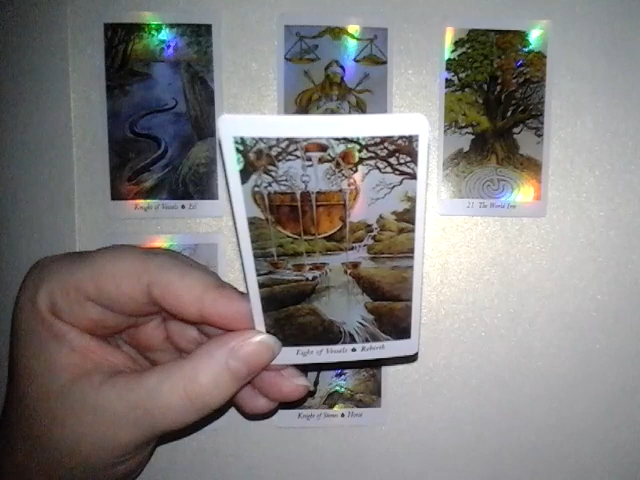 Knight of Vessels Eel
21 The World Tree
Eight of Vessels Rebirth
Knight of Stones Horse